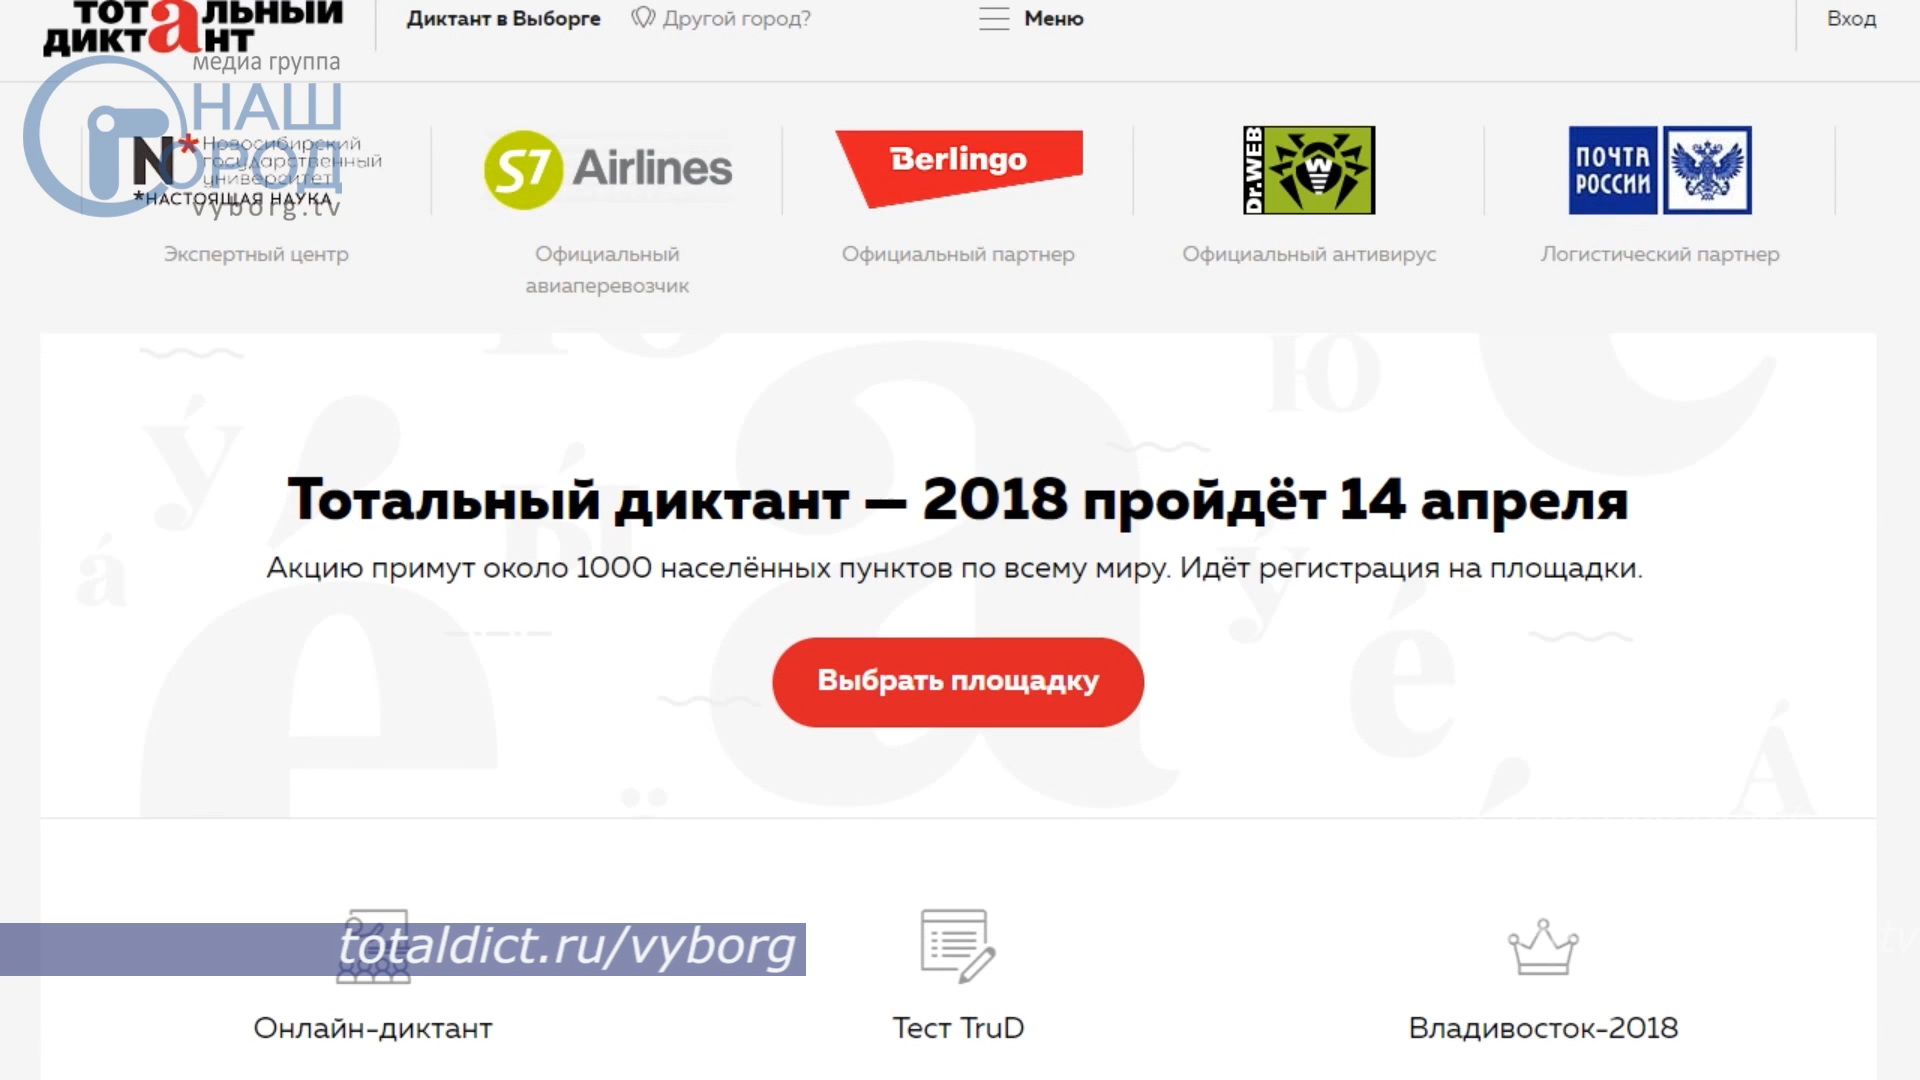 тотальный
диктант
Диктант в Выборге
Другой город?
Меню
Вход
медиа группа
НАШ
ГОРОД
vyborg.tv
N*
Новосибирский
государственный
университет
*НАСТОЯЩАЯ НАУКА
S7 Airlines
Berlingo
Dr.WEB
ПОЧТА
РОССИИ
Экспертный центр
Официальный
авиаперевозчик
Официальный партнер
Официальный антивирус
Логистический партнер
Тотальный диктант — 2018 пройдёт 14 апреля
Акцию примут около 1000 населённых пунктов по всему миру. Идёт регистрация на площадки.
Выбрать площадку
totaldict.ru/vyborg
tv
Онлайн-диктант
Тест TruD
Владивосток-2018